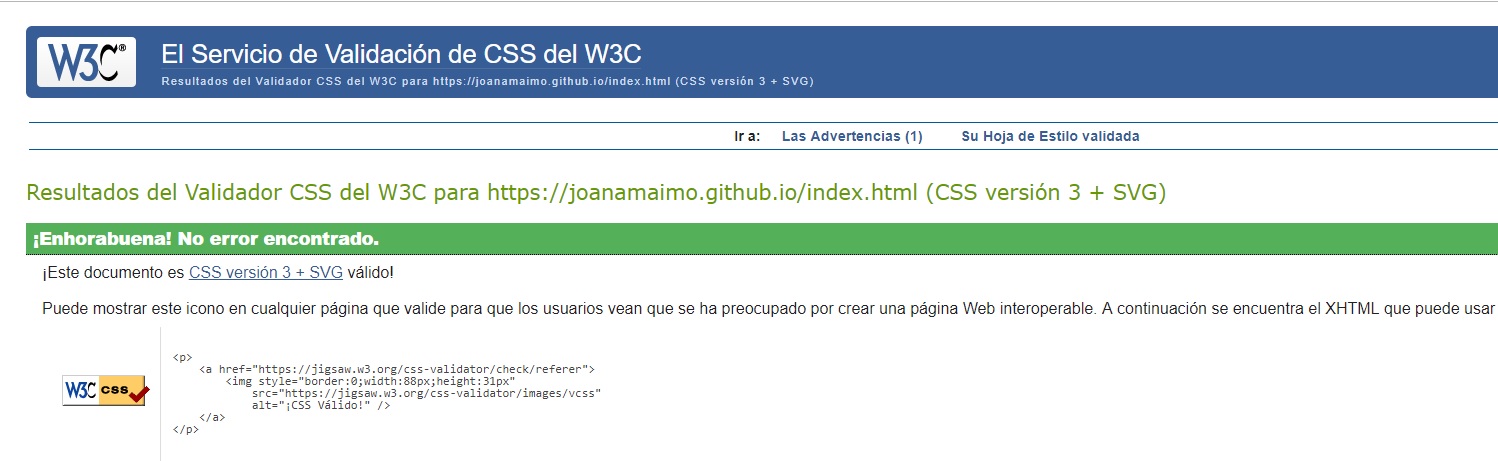 W3C®
El Servicio de Validación de CSS del W3C
Resultados del Validador CSS del W3C para https://joanamaimo.github.io/index.html (CSS versión 3 + SVG)
Ir a: Las Advertencias (1) Su Hoja de Estilo validada
Resultados del Validador CSS del W3C para https://joanamaimo.github.io/index.html (CSS versión 3 + SVG)
¡Enhorabuena! No error encontrado.
¡Este documento es CSS versión 3 + SVG válido!
Puede mostrar este icono en cualquier página que valide para que los usuarios vean que se ha preocupado por crear una página Web interoperable. A continuación se encuentra el XHTML que puede usar
W3C css
<p>
<a href="https://jigsaw.w3.org/css-validator/check/referer">
<img style="border:0;width:88px;height:31px"
src="https://jigsaw.w3.org/css-validator/images/vcss"
alt="¡CSS Válido!" />
</a>
</p>